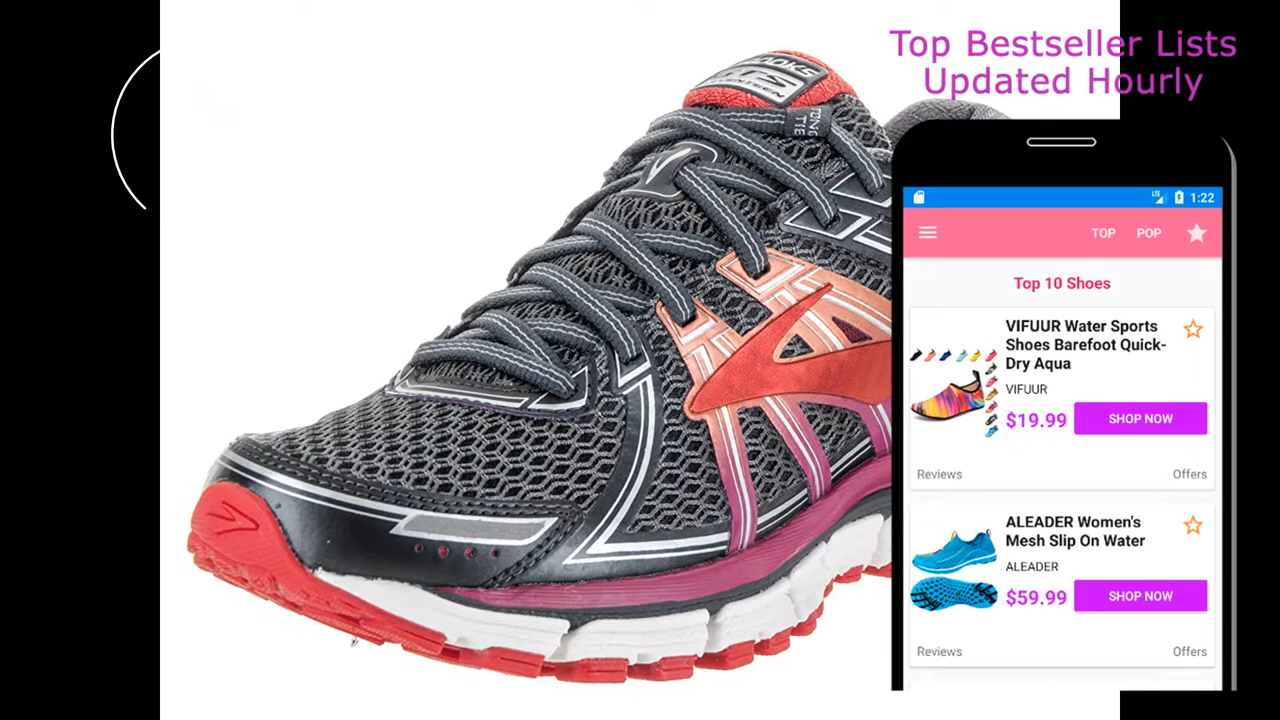 Top Bestseller Lists
Updated Hourly
GTS
1:22
TOP
POP
Top 10 Shoes
VIFUUR Water Sports
Shoes Barefoot Quick-
Dry Aqua
VIFUUR
$19.99
SHOP NOW
Reviews
Offers
ALEADER Women's
Mesh Slip On Water
ALEADER
$59.99
SHOP NOW
Reviews
Offers